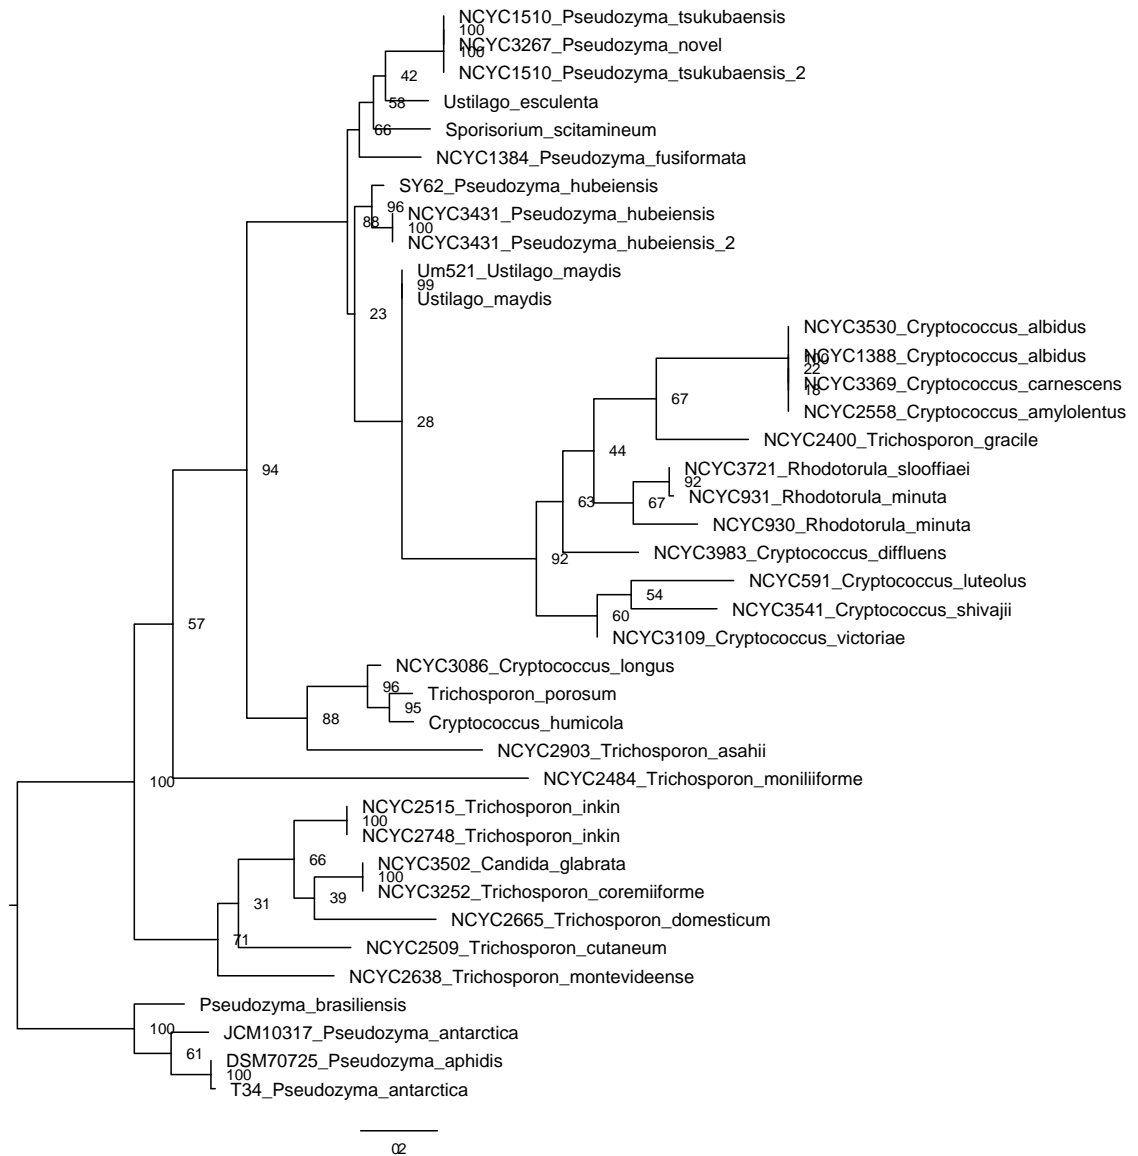 NCYC1510_Pseudozyma_tsukubaensis
100
NCYC3267_Pseudozyma_novel
100
NCYC1510_Pseudozyma_tsukubaensis_2
42
Ustilago_esculenta
58
Sporisorium_scitamineum
66
NCYC1384_Pseudozyma_fusiformata
SY62_Pseudozyma_hubeiensis
96
NCYC3431_Pseudozyma_hubeiensis
88
100
NCYC3431_Pseudozyma_hubeiensis_2
Um521_Ustilago_maydis
99
Ustilago_maydis
23
NCYC3530_Cryptococcus_albidus
NCYC1388_Cryptococcus_albidus
100
22
NCYC3369_Cryptococcus_carnescens
18
NCYC2558_Cryptococcus_amylolentus
67
28
NCYC2400_Trichosporon_gracile
44
NCYC3721_Rhodotorula_slooffiaei
92
NCYC931_Rhodotorula_minuta
63
67
NCYC930_Rhodotorula_minuta
NCYC3983_Cryptococcus_diffluens
92
NCYC591_Cryptococcus_luteolus
54
NCYC3541_Cryptococcus_shivajii
60
NCYC3109_Cryptococcus_victoriae
94
57
NCYC3086_Cryptococcus_longus
96
Trichosporon_porosum
95
88
Cryptococcus_humicola
NCYC2903_Trichosporon_asahii
NCYC2484_Trichosporon_moniliiforme
100
NCYC2515_Trichosporon_inkin
100
NCYC2748_Trichosporon_inkin
66
NCYC3502_Candida_glabrata
100
NCYC3252_Trichosporon_coremiiforme
39
31
NCYC2665_Trichosporon_domesticum
71
NCYC2509_Trichosporon_cutaneum
NCYC2638_Trichosporon_montevideense
Pseudozyma_brasiliensis
100
JCM10317_Pseudozyma_antarctica
61
DSM70725_Pseudozyma_aphidis
100
T34_Pseudozyma_antarctica
02